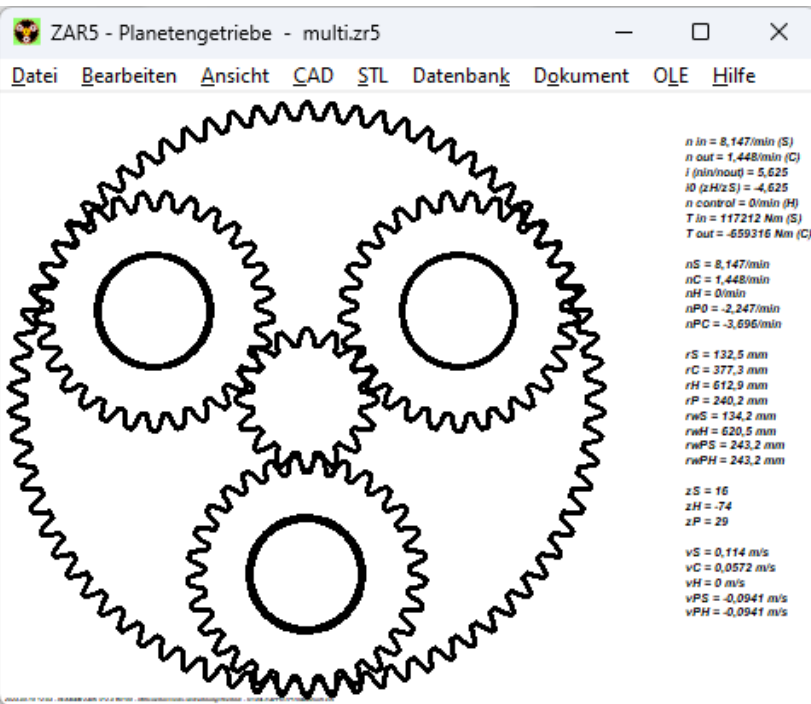 ZAR5 - Planetengetriebe - multi.zr5
Datei Bearbeiten Ansicht CAD STL Datenbank Dokument OLE Hilfe
n in = 8,147/min (S)
n out = 1,448/min (C)
i (nin/nout) = 5,625
i0 (zH/zS) = -4,625
n control = 0/min (H)
T in = 117212 Nm (S)
T out = -659316 Nm (C)
nS = 8,147/min
nC = 1,448/min
nH = 0/min
nP0 = -2,247/min
nPC = -3,696/min
rS = 132,5 mm
rC = 377,3 mm
rH = 612,9 mm
rP = 240,2 mm
rwS = 134,2 mm
rwH = 620,5 mm
rwPS = 243,2 mm
rwPH = 243,2 mm
zS = 16
zH = -74
zP = 29
vS = 0,114 m/s
vC = 0,0572 m/s
vH = 0 m/s
vPS = -0,0941 m/s
vPH = -0,0941 m/s